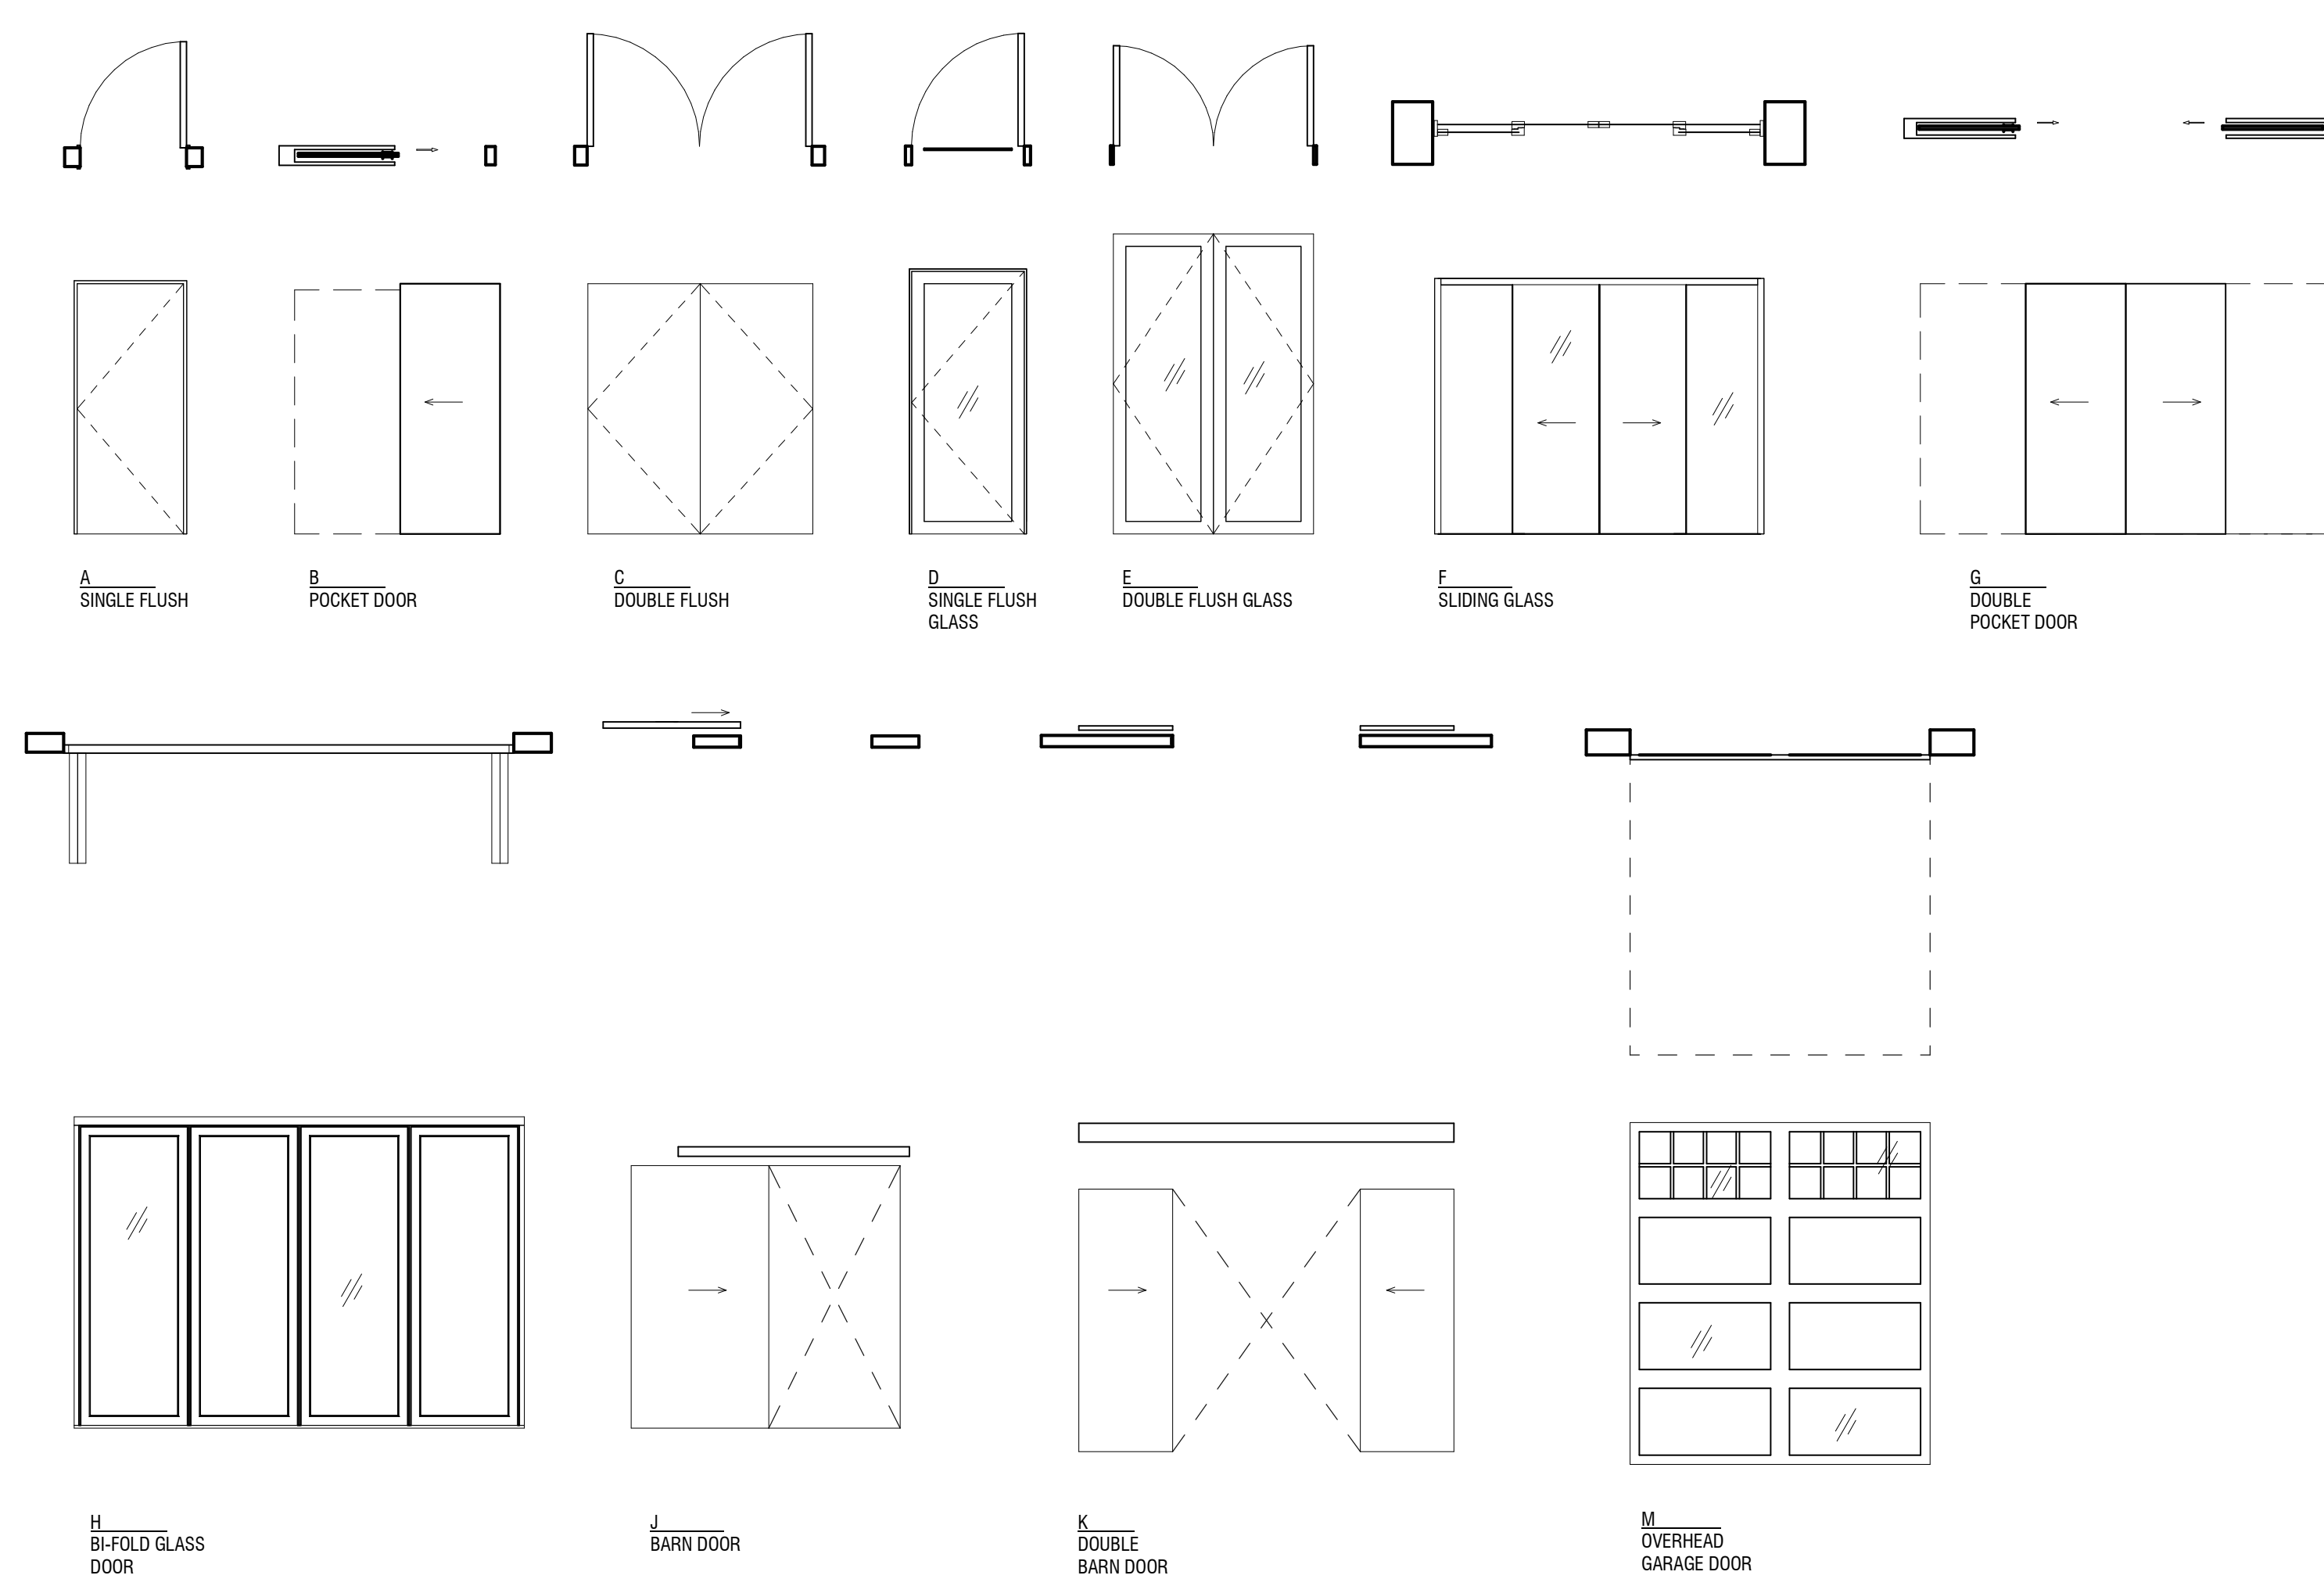 A
SINGLE FLUSH
B
POCKET DOOR
C
DOUBLE FLUSH
D
SINGLE FLUSH
GLASS
E
DOUBLE FLUSH GLASS
F
SLIDING GLASS
G
DOUBLE
POCKET DOOR
H
BI-FOLD GLASS
DOOR
J
BARN DOOR
K
DOUBLE
BARN DOOR
M
OVERHEAD
GARAGE DOOR